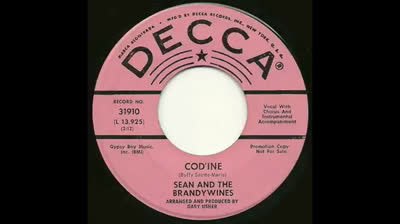 MARCA REGISTRADA · MFR'D BY DECCA RECORDS, INC., NEW YORK, U.S.A.
DECCA
RECORD NO.
31910
(L 13,925)
(2:12)
Vocal With
Chorus And
Instrumental
Accompaniment
Gypsy Boy Music,
Inc. (BMI)
Promotion Copy
Not For Sale
COD'INE
(Buffy Sainte-Marie)
SEAN AND THE
BRANDYWINES
ARRANGED AND PRODUCED BY
GARY USHER